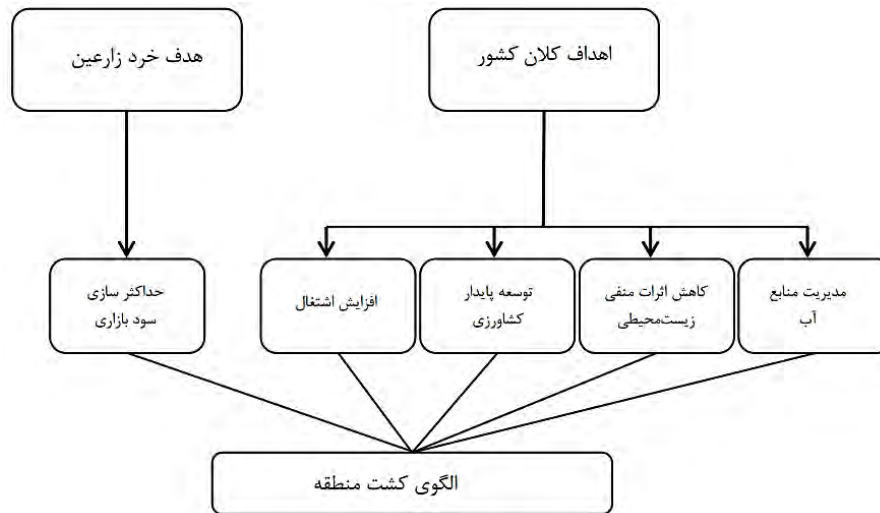 اهداف کلان کشور
هدف خرد زارعین
مدیریت منابع
آب
کاهش اثرات منفی
زیست‌محیطی
توسعه پایدار
کشاورزی
افزایش اشتغال
حداکثر سازی
سود بازاری
الگوی کشت منطقه